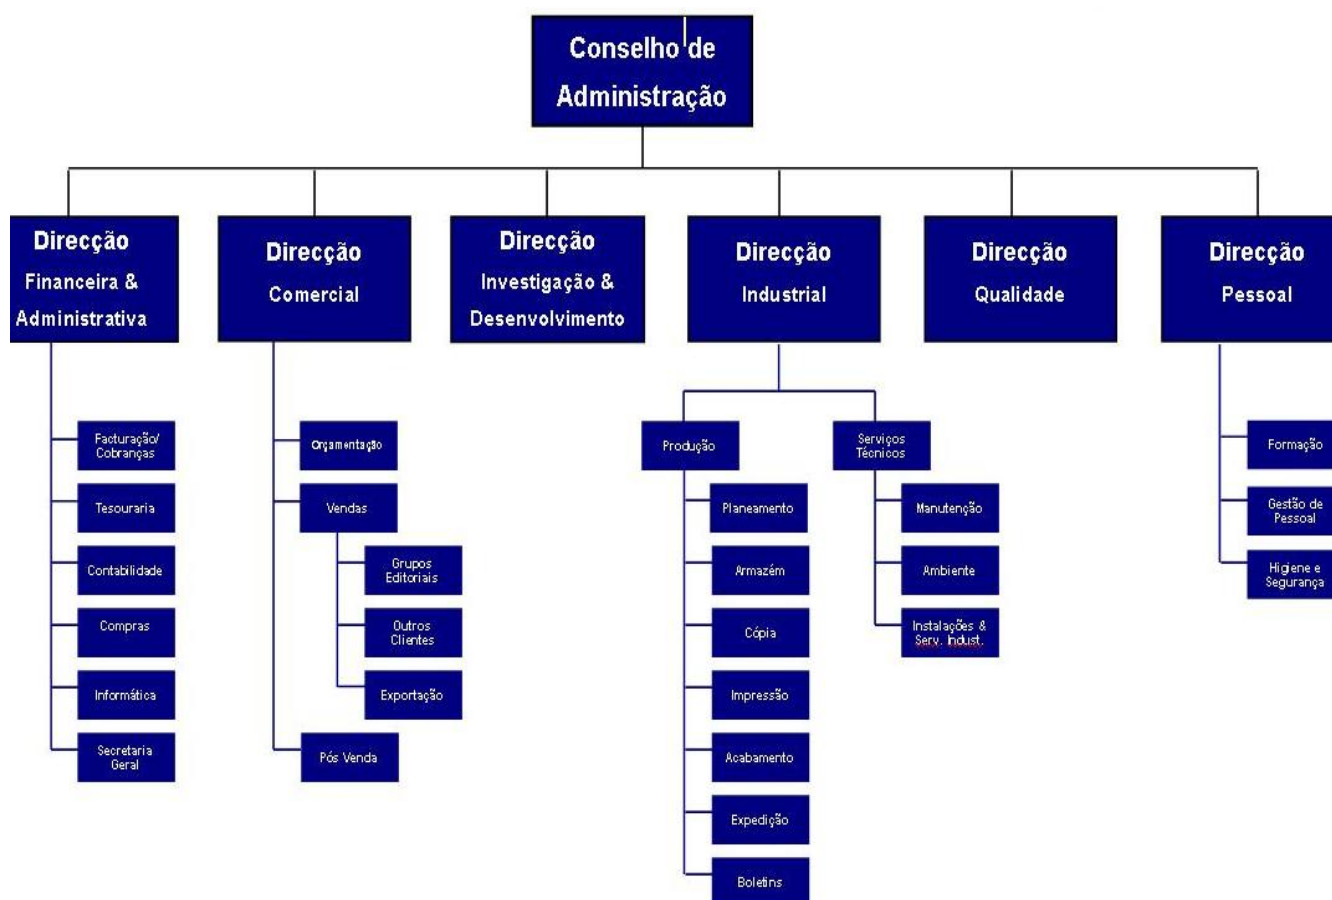 Conselho de
Administração
Direcção
Financeira &
Administrativa
Direcção
Comercial
Direcção
Investigação &
Desenvolvimento
Direcção
Industrial
Direcção
Qualidade
Direcção
Pessoal
Facturação/
Cobranças
Tesouraria
Contabilidade
Compras
Informática
Secretaria
Geral
Orçamentação
Vendas
Grupos
Editoriais
Outros
Clientes
Exportação
Pós Venda
Produção
Planeamento
Armazém
Cópia
Impressão
Acabamento
Expedição
Boletins
Serviços
Técnicos
Manutenção
Ambiente
Instalações &
Serv. Indust.
Formação
Gestão de
Pessoal
Higiene e
Segurança